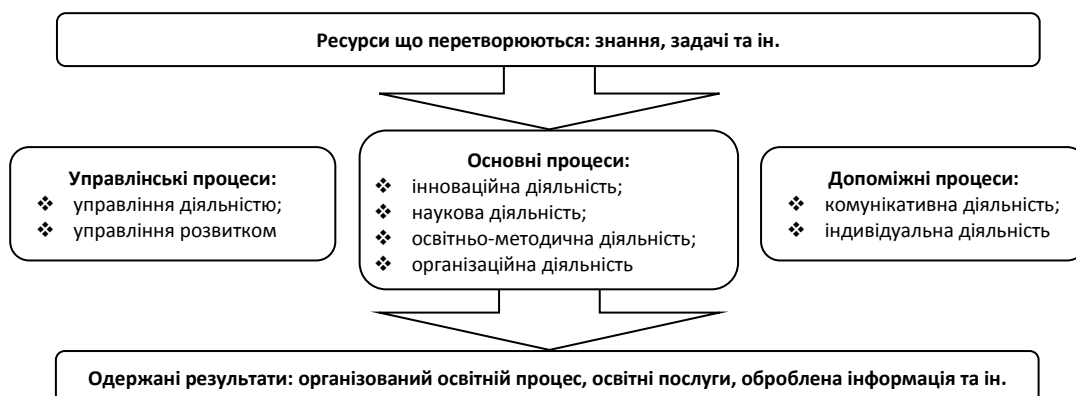 Ресурси що перетворюються: знання, задачі та ін.
Управлінські процеси:
❖ управління діяльністю;
❖ управління розвитком
Основні процеси:
❖ інноваційна діяльність;
❖ наукова діяльність;
❖ освітньо-методична діяльність;
❖ організаційна діяльність
Допоміжні процеси:
❖ комунікативна діяльність;
❖ індивідуальна діяльність
Одержані результати: організований освітній процес, освітні послуги, оброблена інформація та ін.